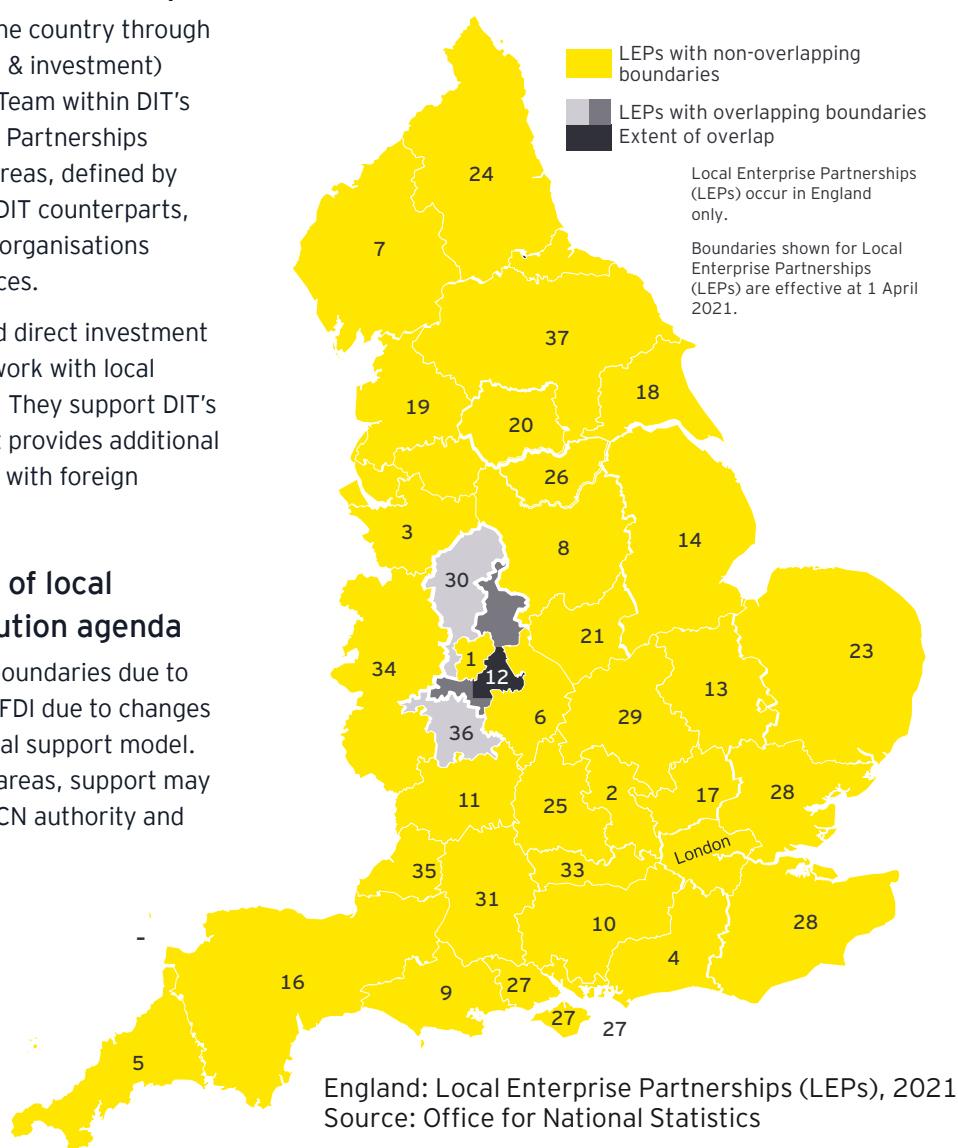 ne country through
& investment)
Team within DIT's
Partnerships
reas, defined by
DIT counterparts,
organisations
ces.
d direct investment
work with local
They support DIT's
t provides additional
with foreign
of local
ution agenda
oundaries due to
FDI due to changes
al support model.
areas, support may
CN authority and
LEPs with non-overlapping
boundaries
LEPs with overlapping boundaries
Extent of overlap
Local Enterprise Partnerships
(LEPs) occur in England
only.
Boundaries shown for Local
Enterprise Partnerships
(LEPs) are effective at 1 April
2021.
24
7
37
18
19
20
26
3
8
14
30
21
23
34
1
12
13
6
29
36
11
25
2
17
28
London
35
33
31
10
28
4
16
9
27
27
27
5
-
England: Local Enterprise Partnerships (LEPs), 2021
Source: Office for National Statistics